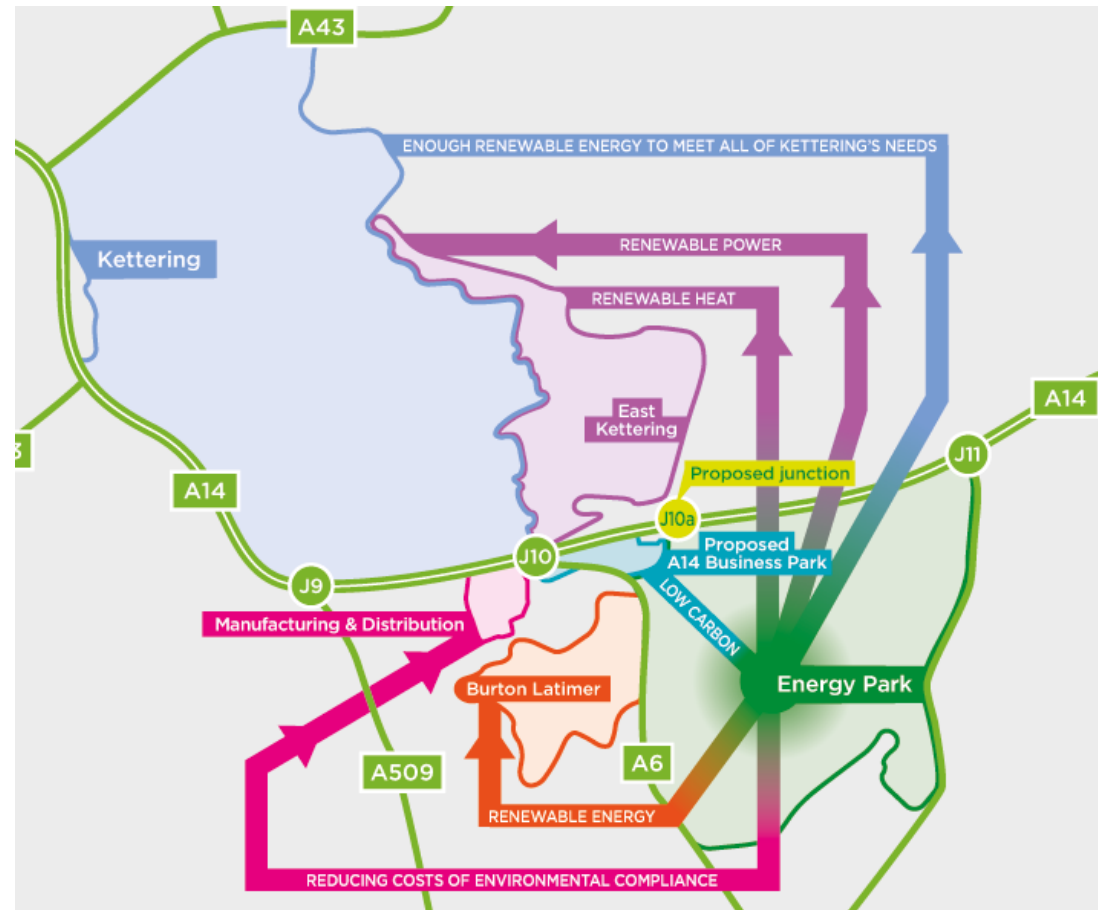 A43
ENOUGH RENEWABLE ENERGY TO MEET ALL OF KETTERING'S NEEDS
RENEWABLE POWER
Kettering
RENEWABLE HEAT
A14
East
Kettering
3
J11
A14
Proposed junction
J10a
J10
Proposed
A14 Business Park
J9
LOW CARBON
Manufacturing & Distribution
Energy Park
Burton Latimer
A6
A509
RENEWABLE ENERGY
REDUCING COSTS OF ENVIRONMENTAL COMPLIANCE